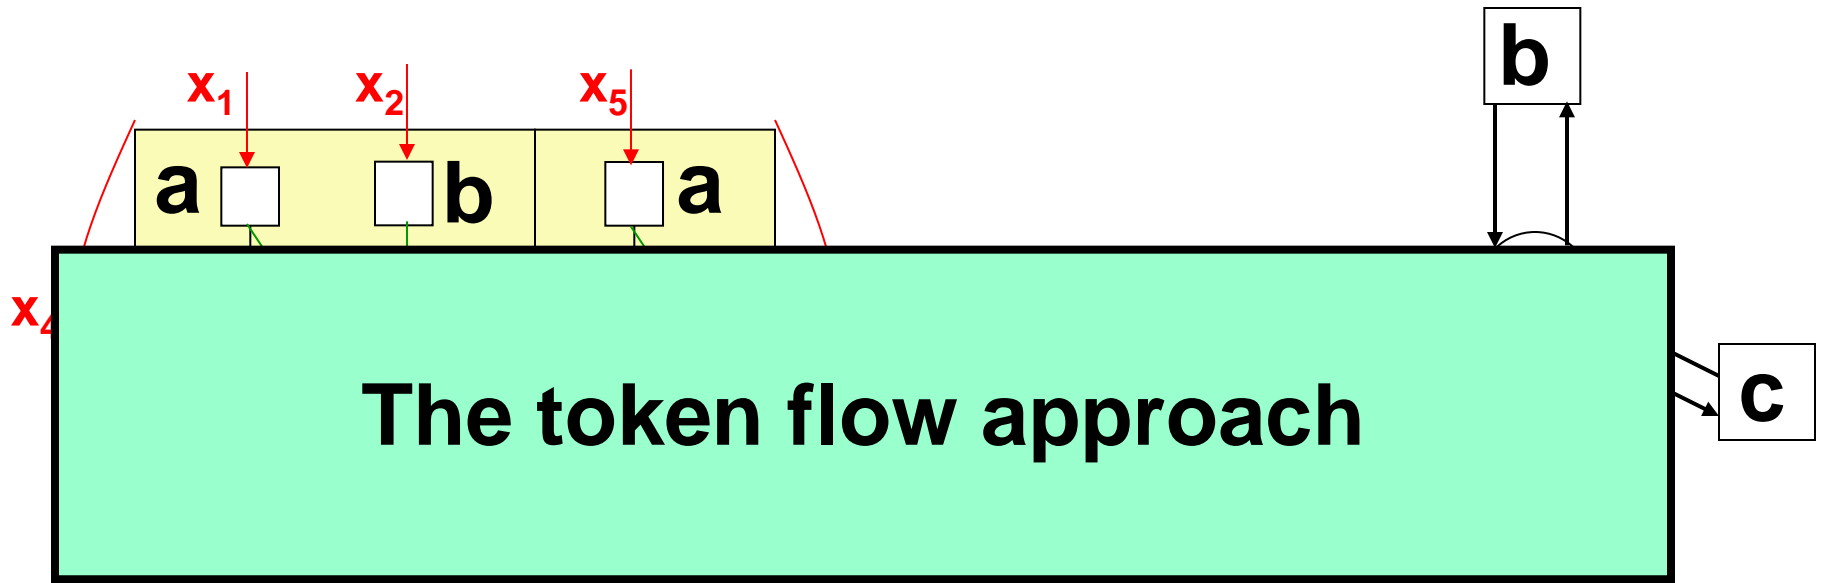 b
x₁ x₂ x₅
a b a
x₄
c
The token flow approach